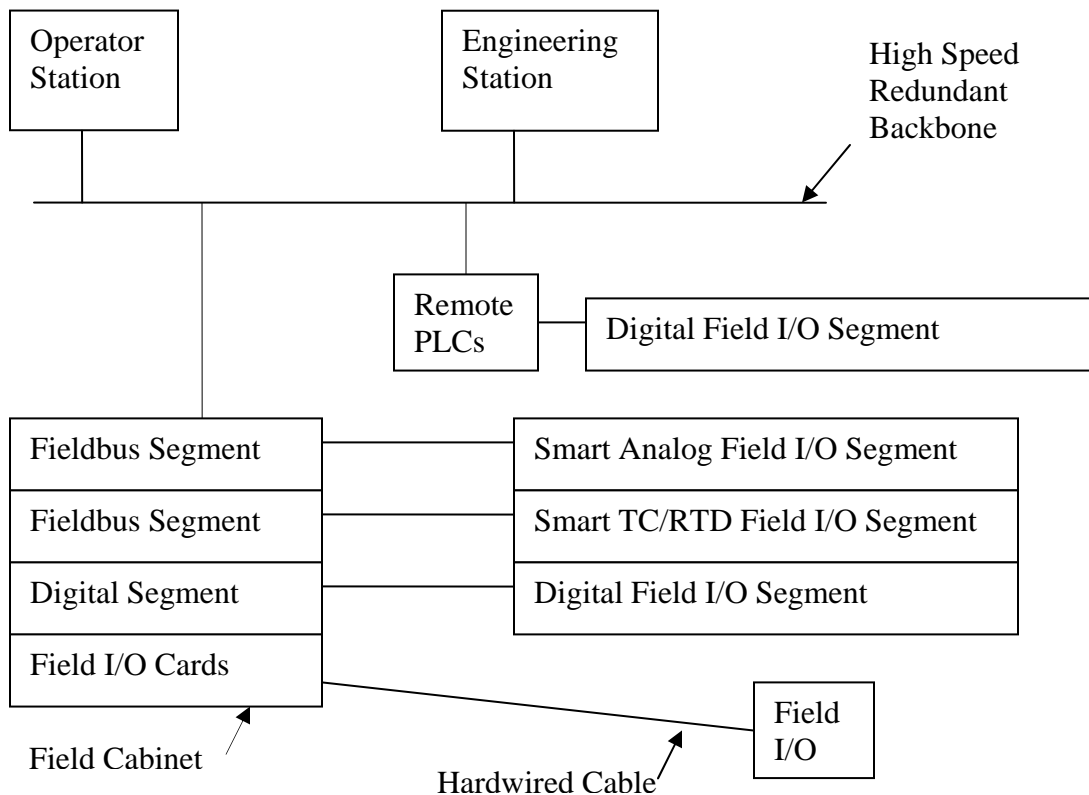 Operator
Station
Engineering
Station
High Speed
Redundant
Backbone
Remote
PLCs
Digital Field I/O Segment
Fieldbus Segment
Smart Analog Field I/O Segment
Fieldbus Segment
Smart TC/RTD Field I/O Segment
Digital Segment
Digital Field I/O Segment
Field I/O Cards
Field
I/O
Field Cabinet
Hardwired Cable